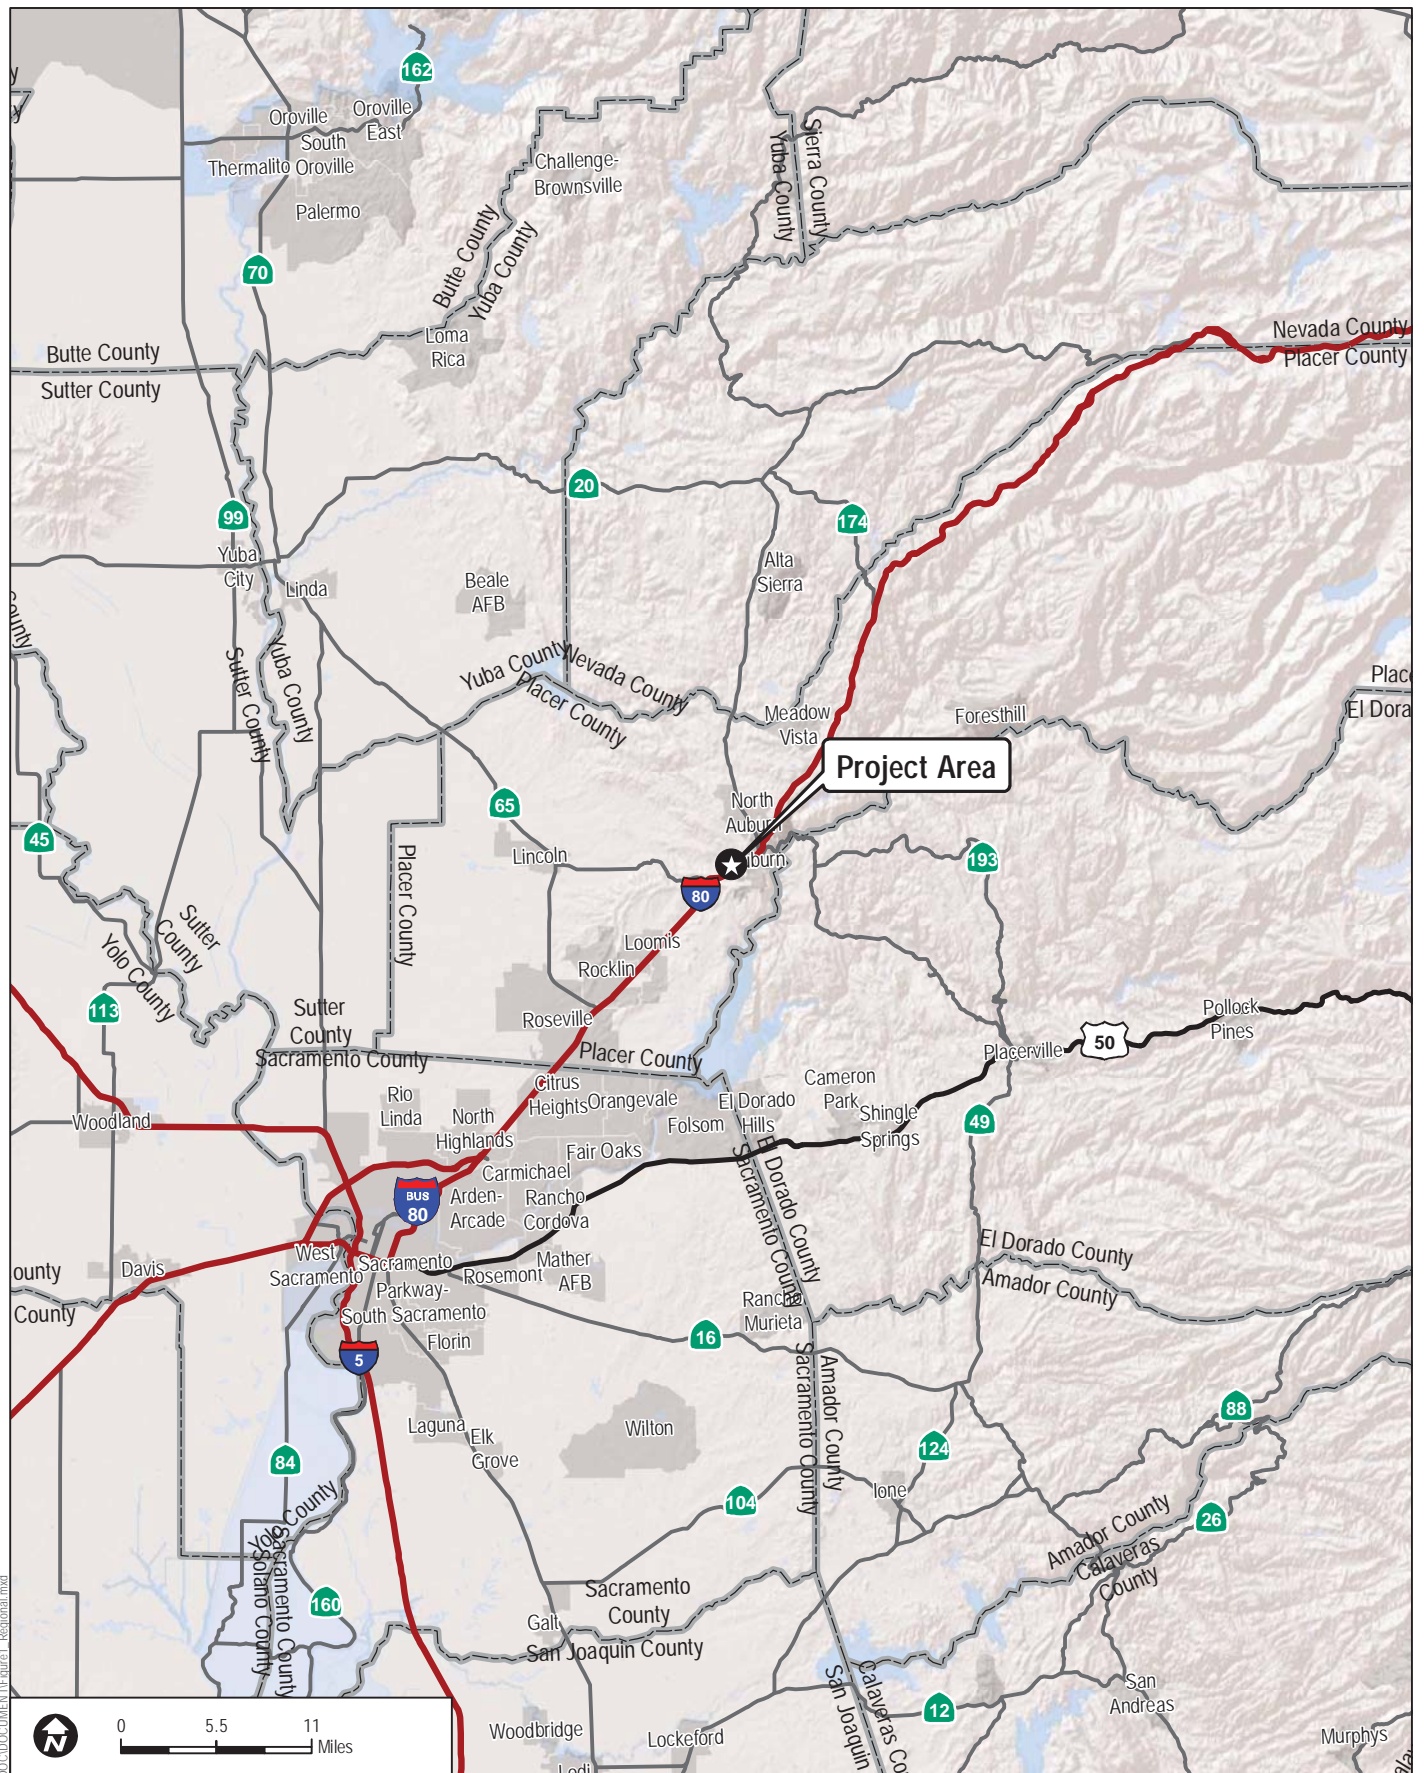 162
Oroville
Oroville
East
South
Oroville
Thermalito
Palermo
Challenge-
Brownsville
Yuba County
Sierra County
Butte County
Yuba County
70
Loma
Rica
Butte County
Sutter County
Nevada County
Placer County
20
174
99
Yuba
City
Linda
Beale
AFB
Alta
Sierra
County
Sutter County
Yuba County
Yuba County
Nevada County
Placer County
Meadow
Vista
Foresthill
Plac
El Dora
Project Area
65
North
Auburn
45
Lincoln
Placer County
80
193
Sutter
County
Yolo County
Loomis
Rocklin
113
Sutter
County
Sacramento County
Roseville
Placer County
Pollock
Pines
50
Placerville
Cameron
Park
Citrus
Heights
Orangevale
El Dorado
Hills
Shingle
Springs
49
Rio
Linda
North
Highlands
Folsom
Woodland
Fair Oaks
Carmichael
BUS
80
Arden-
Arcade
Rancho
Cordova
El Dorado County
Sacramento County
West
Sacramento
Sacramento
Rosemont
Mather
AFB
Davis
ounty
County
Parkway-
South Sacramento
Florin
El Dorado County
Amador County
Rancho
Murieta
16
5
Sacramento County
Amador County
88
Laguna
Elk
Grove
Wilton
124
84
104
Ione
26
Yolo County
Solano County
Sacramento County
Amador County
Calaveras
County
160
Sacramento
County
Galt
San Joaquin County
San Joaquin
Calaveras Co
12
San
Andreas
Murphys
Woodbridge
Lockeford
Lodi
N
0 5.5 11
Miles